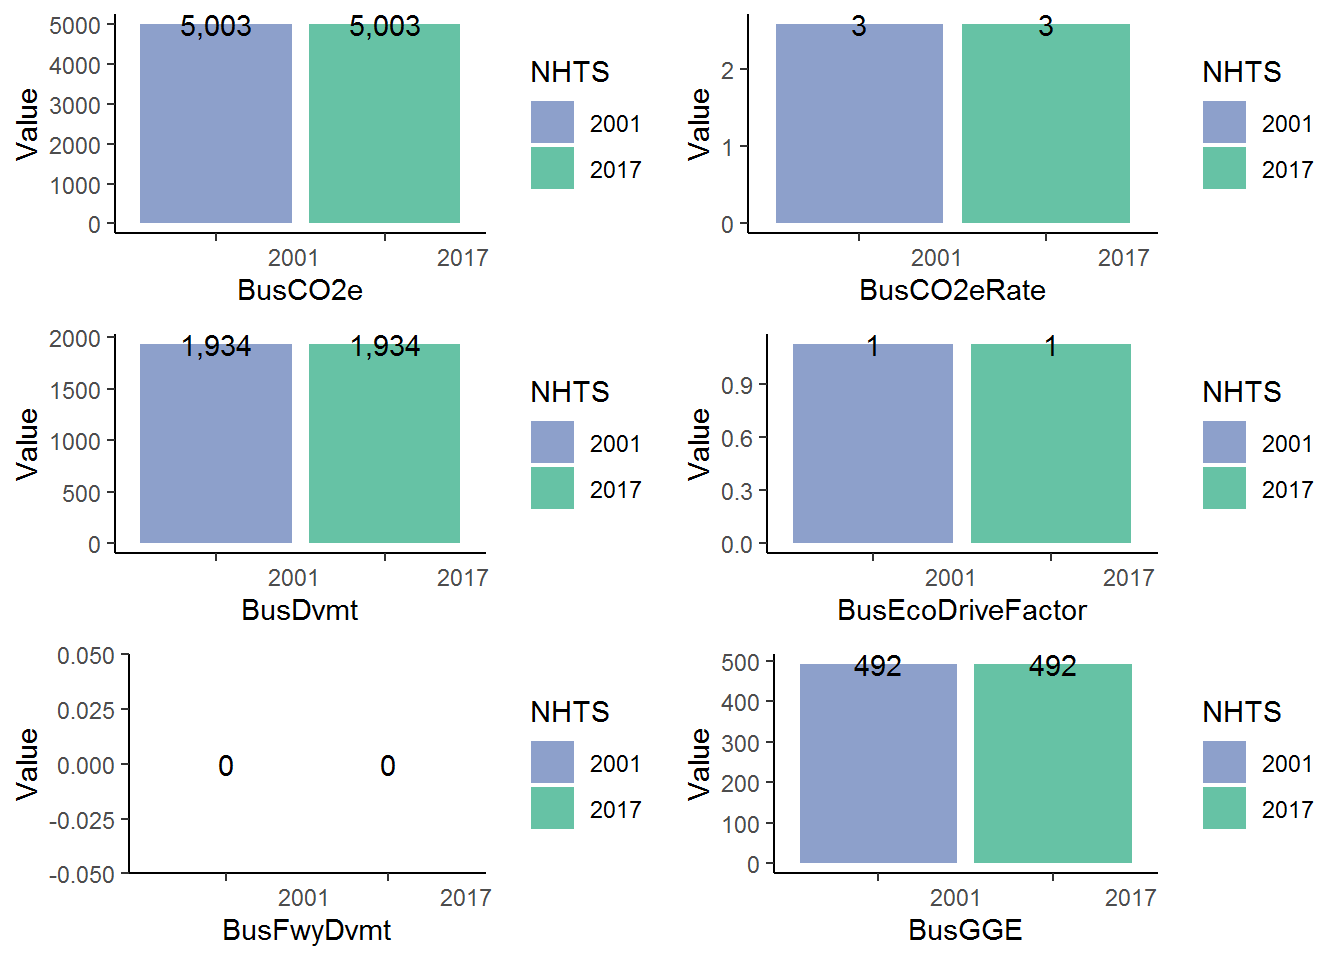 5,003 5,003
5000
4000
3000
2000
1000
0
Value
2001 2017
BusCO2e
NHTS
2001
2017
3 3
2
1
0
Value
2001 2017
BusCO2eRate
NHTS
2001
2017
1,934 1,934
2000
1500
1000
500
0
Value
2001 2017
BusDvmt
NHTS
2001
2017
1 1
0.9
0.6
0.3
0.0
Value
2001 2017
BusEcoDriveFactor
NHTS
2001
2017
0.050
0.025
0.000
-0.025
-0.050
Value
0 0
2001 2017
BusFwyDvmt
NHTS
2001
2017
492 492
500
400
300
200
100
0
Value
2001 2017
BusGGE
NHTS
2001
2017